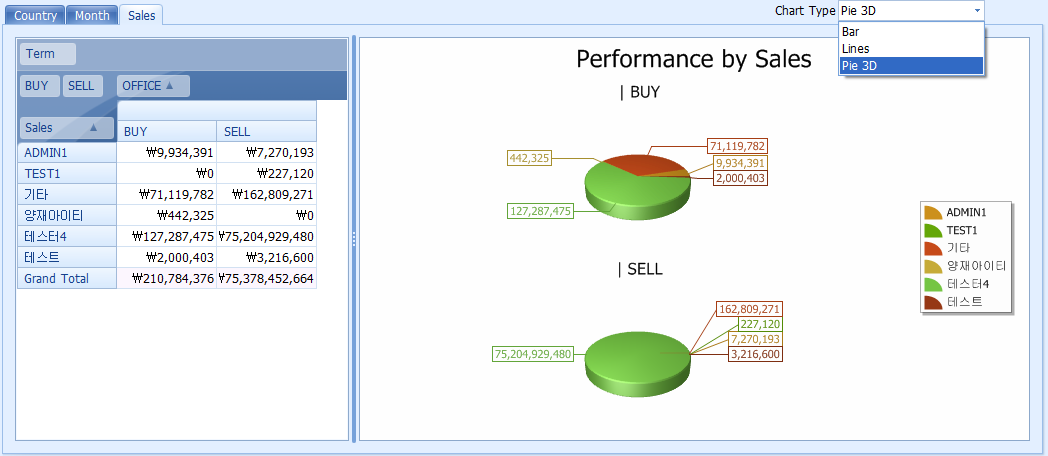 Country Month Sales Chart Type Pie 3D
Bar
Lines
Pie 3D
Term
BUY SELL OFFICE
Sales
BUY SELL
ADMIN1 ₩9,934,391 ₩7,270,193
TEST1 ₩0 ₩227,120
기타 ₩71,119,782 ₩162,809,271
양재아이티 ₩442,325 ₩0
테스터4 ₩127,287,475 ₩75,204,929,480
테스트 ₩2,000,403 ₩3,216,600
Grand Total ₩210,784,376 ₩75,378,452,664
Performance by Sales
| BUY
71,119,782
442,325
9,934,391
2,000,403
127,287,475
| SELL
162,809,271
227,120
7,270,193
75,204,929,480
3,216,600
ADMIN1
TEST1
기타
양재아이티
테스터4
테스트